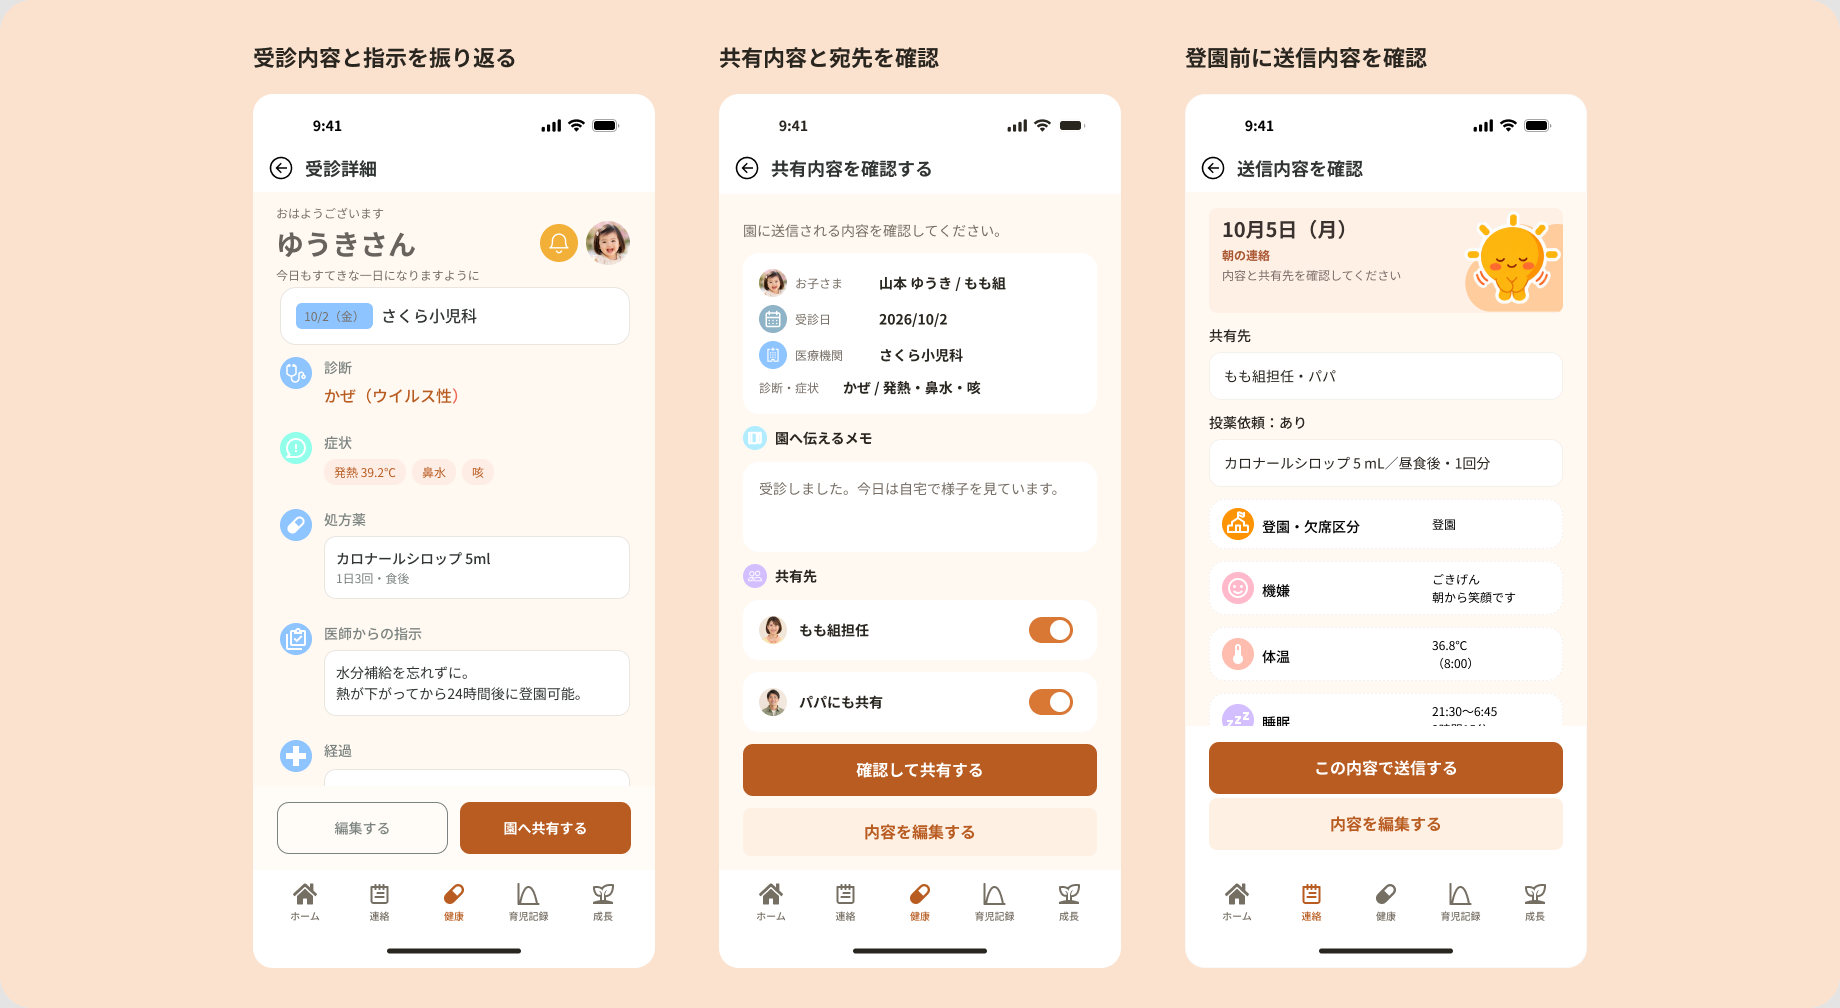 受診内容と指示を振り返る
9:41
受診詳細
おはようございます
ゆうきさん
今日もすてきな一日になりますように
10/2（金） さくら小児科
診断
かぜ（ウイルス性）
症状
発熱 39.2℃ 鼻水 咳
処方薬
カロナールシロップ 5ml
1日3回・食後
医師からの指示
水分補給を忘れずに。
熱が下がってから24時間後に登園可能。
経過
編集する 園へ共有する
ホーム 連絡 健康 育児記録 成長
共有内容と宛先を確認
9:41
共有内容を確認する
園に送信される内容を確認してください。
お子さま 山本 ゆうき / もも組
受診日 2026/10/2
医療機関 さくら小児科
診断・症状 かぜ / 発熱・鼻水・咳
園へ伝えるメモ
受診しました。今日は自宅で様子を見ています。
共有先
もも組担任
パパにも共有
確認して共有する
内容を編集する
ホーム 連絡 健康 育児記録 成長
登園前に送信内容を確認
9:41
送信内容を確認
10月5日（月）
朝の連絡
内容と共有先を確認してください
共有先
もも組担任・パパ
投薬依頼：あり
カロナールシロップ 5 mL／昼食後・1回分
登園・欠席区分 登園
機嫌 ごきげん
朝から笑顔です
体温 36.8℃
（8:00）
zzz 睡眠 21:30〜6:45
この内容で送信する
内容を編集する
ホーム 連絡 健康 育児記録 成長